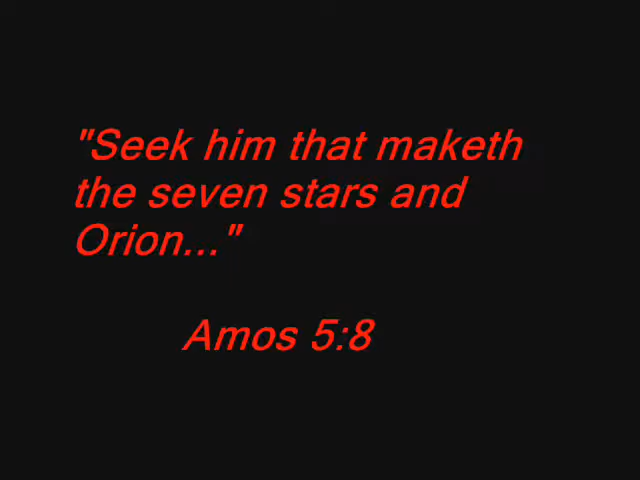 "Seek him that maketh
the seven stars and
Orion..."
Amos 5:8